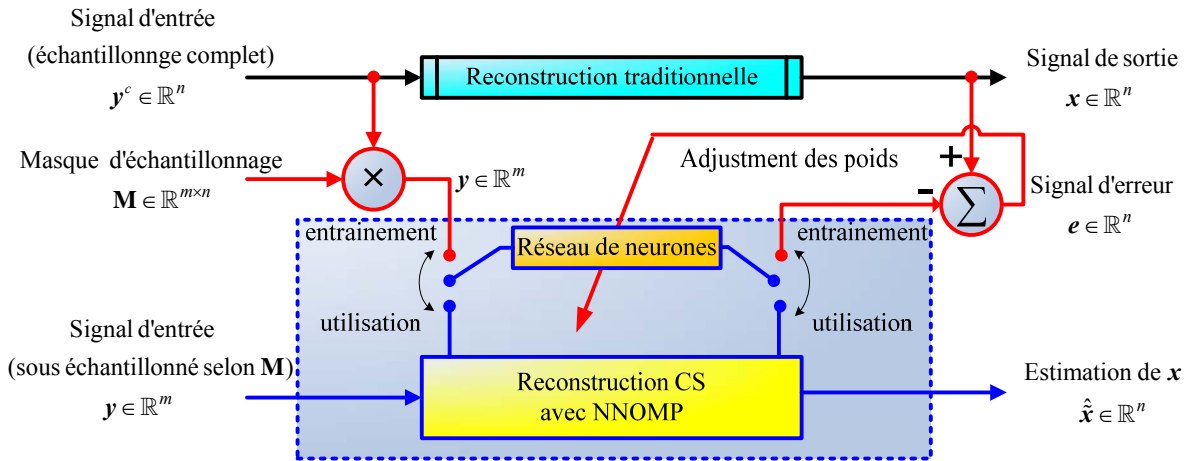 Signal d'entrée
(échantillonnge complet)
y^c ∈ ℝ^n
Reconstruction traditionnelle
Signal de sortie
x ∈ ℝ^n
Masque d'échantillonnage
M ∈ ℝ^{m×n}
×
y ∈ ℝ^m
Adjustment des poids
+
-
Σ
Signal d'erreur
e ∈ ℝ^n
entrainement
Réseau de neurones
entrainement
utilisation
utilisation
Signal d'entrée
(sous échantillonné selon M)
y ∈ ℝ^m
Reconstruction CS
avec NNOMP
Estimation de x
x̃̂ ∈ ℝ^n